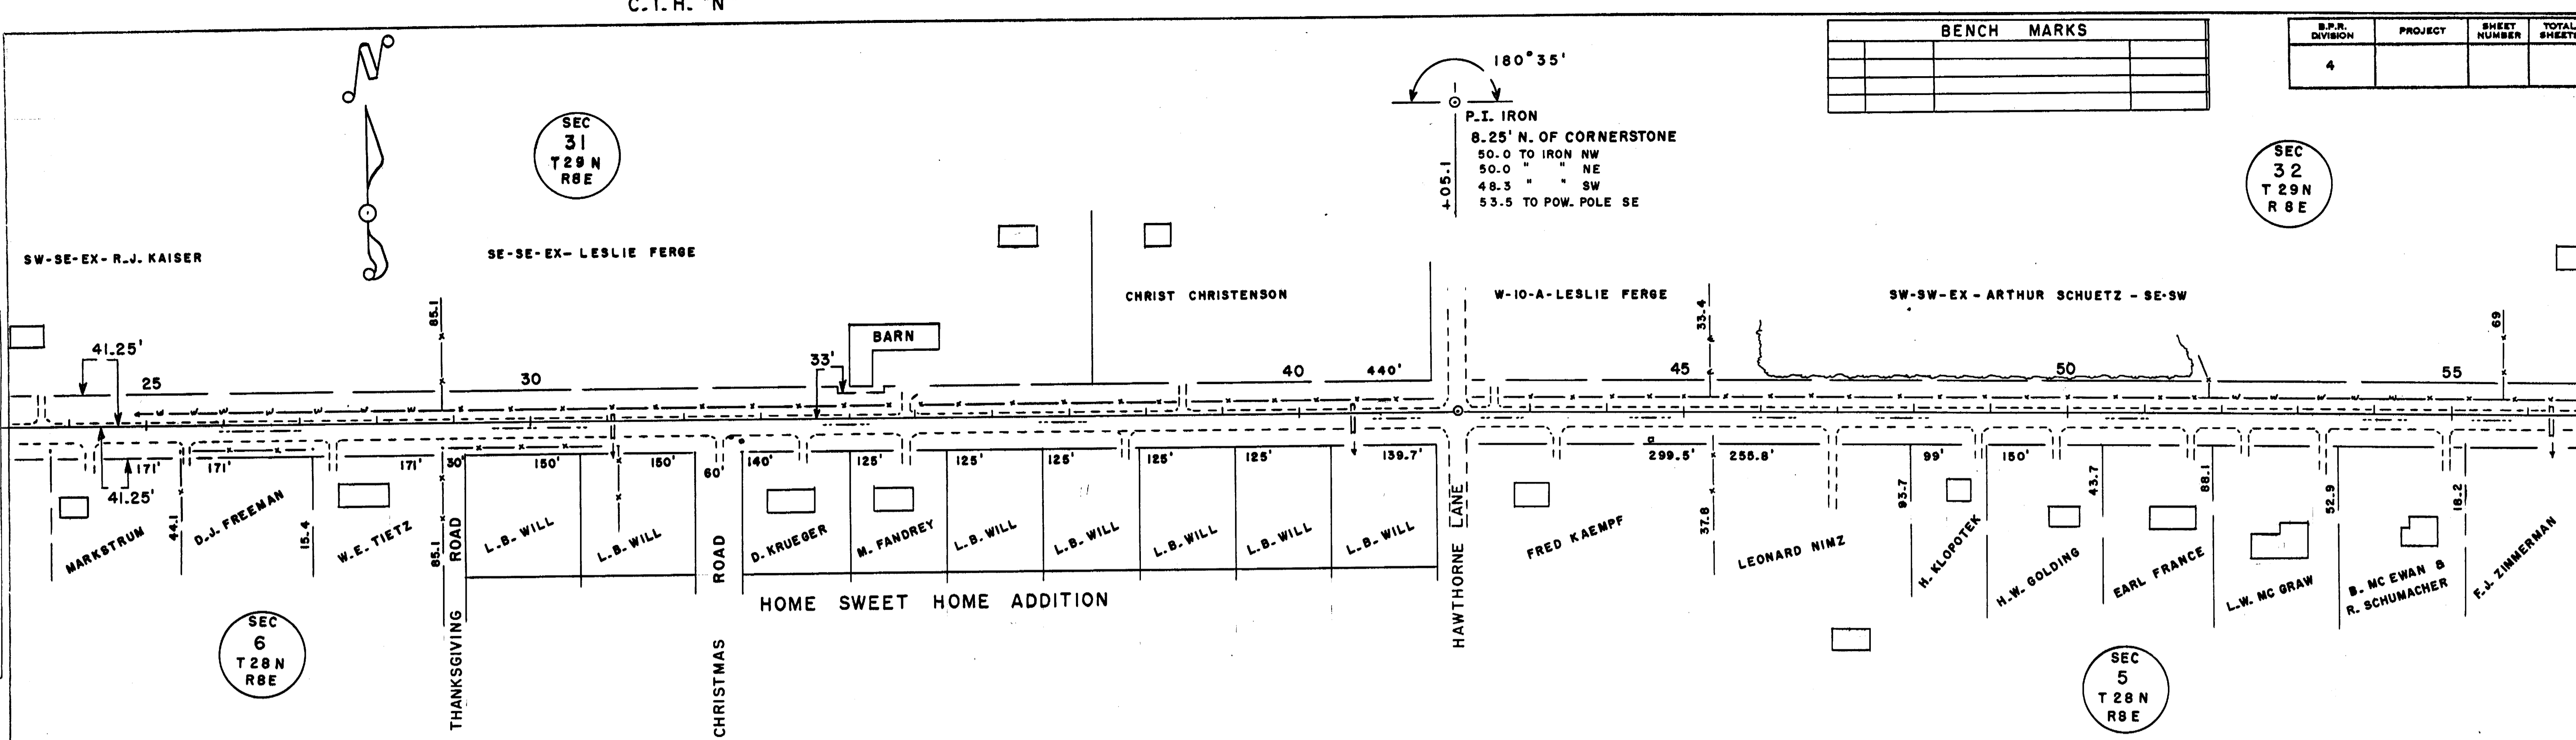 C.T.H. "N
BENCH MARKS
B.P.R. DIVISION
PROJECT
SHEET NUMBER
TOTAL SHEETS
4
N
180°35'
P.I. IRON
8.25' N. OF CORNERSTONE
50.0 TO IRON NW
50.0 " " NE
48.3 " " SW
53.5 TO POW. POLE SE
405.1
SEC
31
T29N
R8E
SEC
32
T29N
R8E
SW-SE-EX-R.J. KAISER
SE-SE-EX-LESLIE FERGE
CHRIST CHRISTENSON
W-10-A-LESLIE FERGE
SW-SW-EX-ARTHUR SCHUETZ-SE-SW
85.1
33.4
69
BARN
41.25'
33'
25
30
40
440'
45
50
55
171'
171'
171'
30'
150'
150'
60'
140'
125'
125'
125'
125'
125'
139.7'
299.5'
255.8'
99'
150'
41.25'
44.1
15.4
85.1
37.8
93.7
43.7
88.1
52.9
18.2
MARKSTRUM
D.J. FREEMAN
W.E. TIETZ
THANKSGIVING ROAD
L.B. WILL
L.B. WILL
CHRISTMAS ROAD
D. KRUEGER
M. FANDREY
L.B. WILL
L.B. WILL
L.B. WILL
L.B. WILL
L.B. WILL
HAWTHORNE LANE
FRED KAEMPF
LEONARD NIMZ
H. KLOPOTEK
H.W. GOLDING
EARL FRANCE
L.W. MC GRAW
B. MC EWAN &
R. SCHUMACHER
F.J. ZIMMERMAN
HOME SWEET HOME ADDITION
SEC
6
T28N
R8E
SEC
5
T28N
R8E